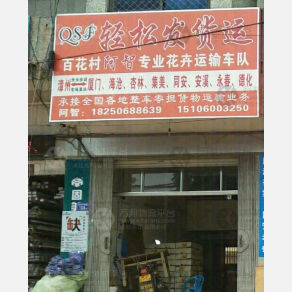 QSf 轻松发货运
百花村阿智专业花卉运输车队
漳州 厦门、海沧、杏林、集美、同安、安溪、永春、德化
承接全国各地整车零担货物运输业务
阿智：18250688639 15106003250
缺